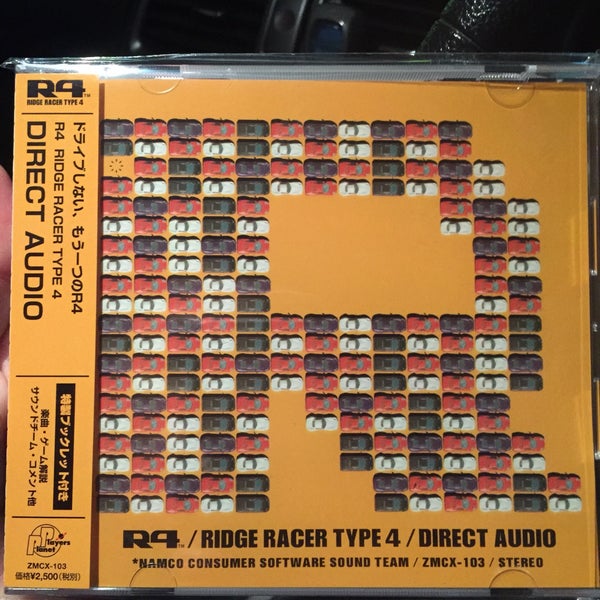 R4™
RIDGE RACER TYPE 4
ドライブしない、もう一つのR4
R4 RIDGE RACER TYPE 4
DIRECT AUDIO
特製ブックレット付き
楽曲・ゲーム解説
サウンドチーム・コメント他
Players Planet
ZMCX-103
価格¥2,500(税別)
R4™ / RIDGE RACER TYPE 4 / DIRECT AUDIO
*NAMCO CONSUMER SOFTWARE SOUND TEAM / ZMCX-103 / STEREO